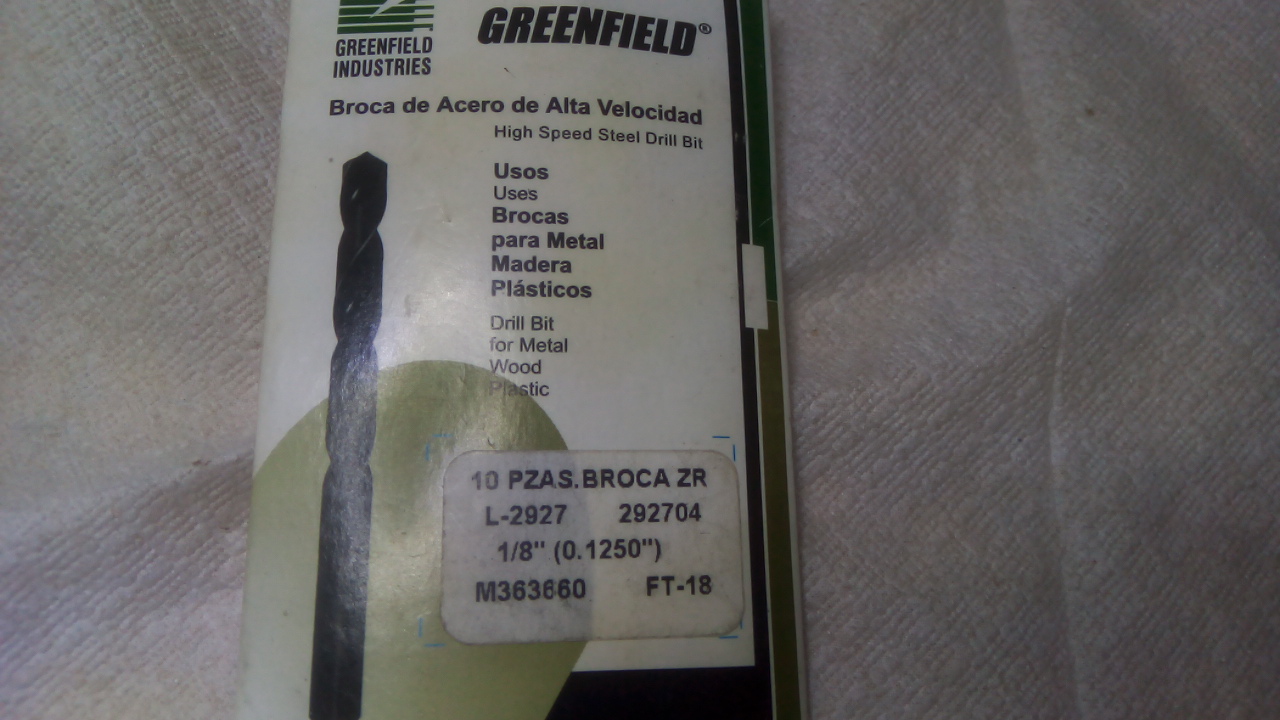 GREENFIELD
INDUSTRIES
GREENFIELD®
Broca de Acero de Alta Velocidad
High Speed Steel Drill Bit
Usos
Uses
Brocas
para Metal
Madera
Plásticos
Drill Bit
for Metal
Wood
Plastic
10 PZAS.BROCA ZR
L-2927 292704
1/8" (0.1250")
M363660 FT-18